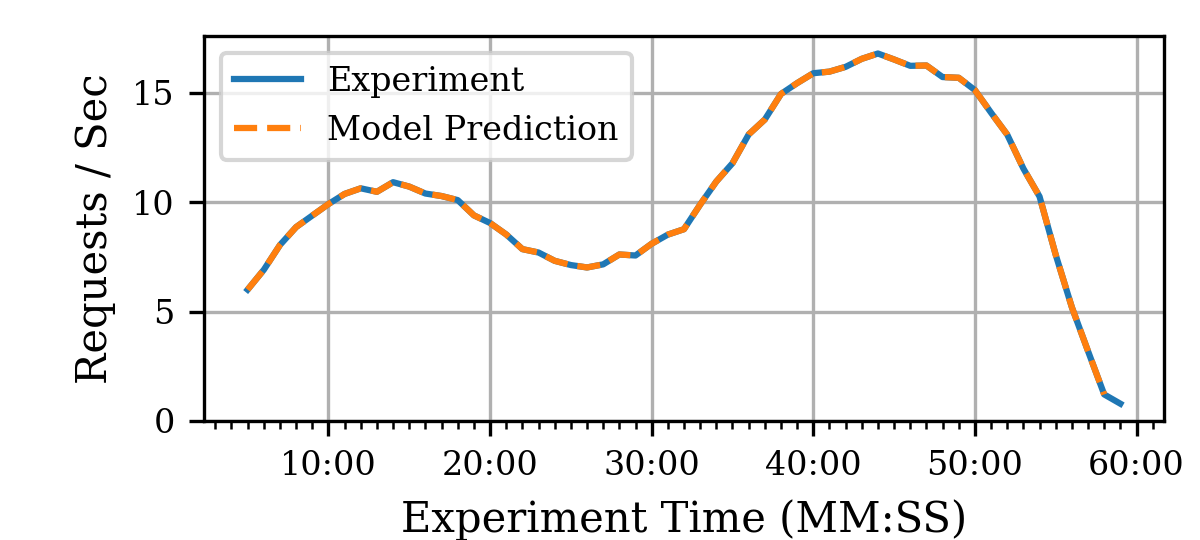 Experiment
Model Prediction
Requests / Sec
15
10
5
0
10:00 20:00 30:00 40:00 50:00 60:00
Experiment Time (MM:SS)